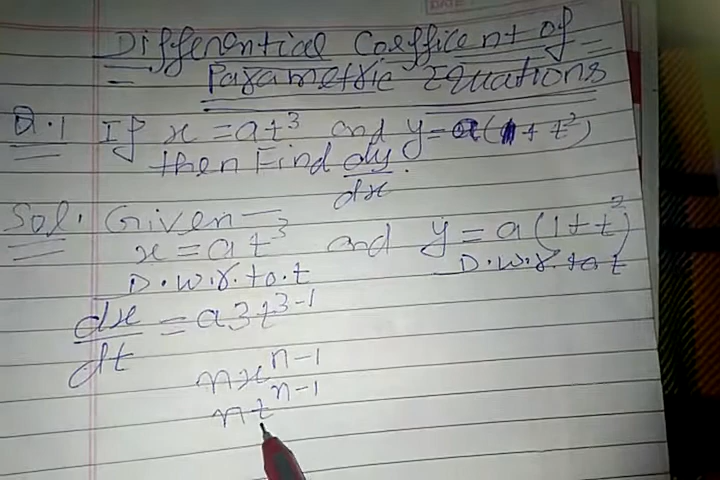 Differential Coefficent of
Parametric Equations
Q.1 If x = at³ and y = a(1 + t²)
then Find dy/dx.
Sol. Given—
x = at³ and y = a(1 + t²)
D.w.r.to.t D.w.r.to t
dx/dt = a3t³⁻¹
nxⁿ⁻¹
ntⁿ⁻¹